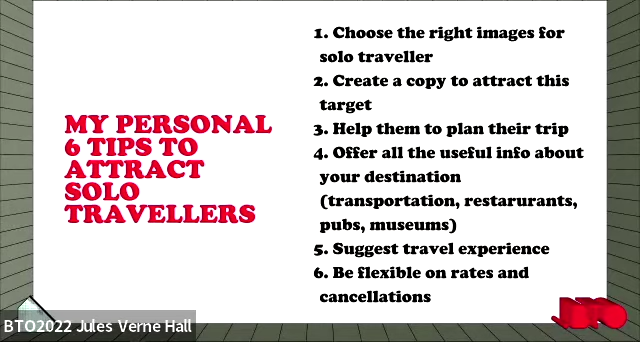 MY PERSONAL
6 TIPS TO
ATTRACT
SOLO
TRAVELLERS
1. Choose the right images for
solo traveller
2. Create a copy to attract this
target
3. Help them to plan their trip
4. Offer all the useful info about
your destination
(transportation, restarurants,
pubs, museums)
5. Suggest travel experience
6. Be flexible on rates and
cancellations
BTO2022 Jules Verne Hall
BTO